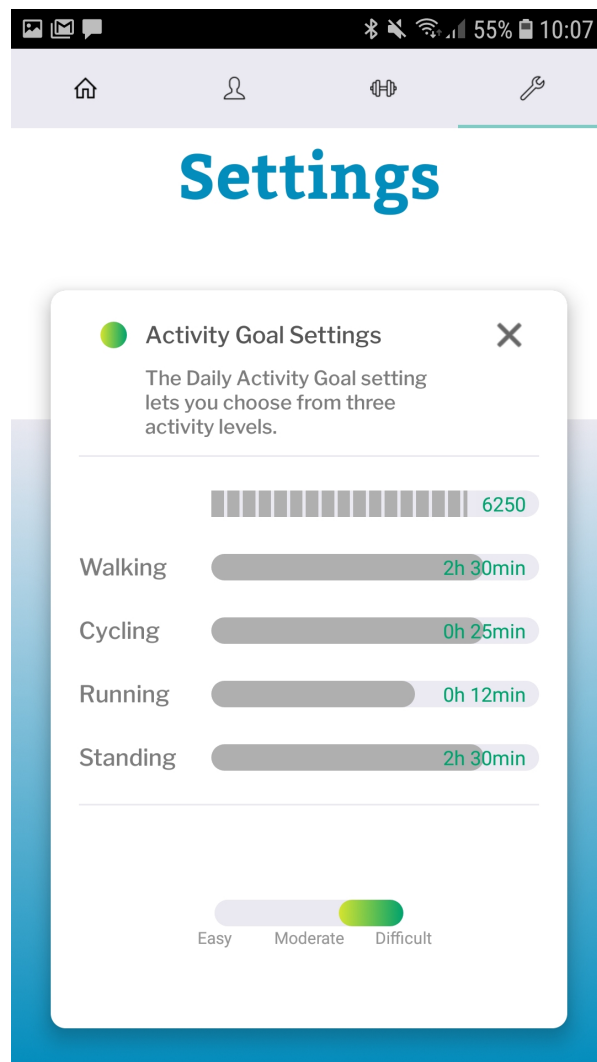 55% 10:07
Settings
Activity Goal Settings
The Daily Activity Goal setting
lets you choose from three
activity levels.
6250
Walking 2h 30min
Cycling 0h 25min
Running 0h 12min
Standing 2h 30min
Easy Moderate Difficult